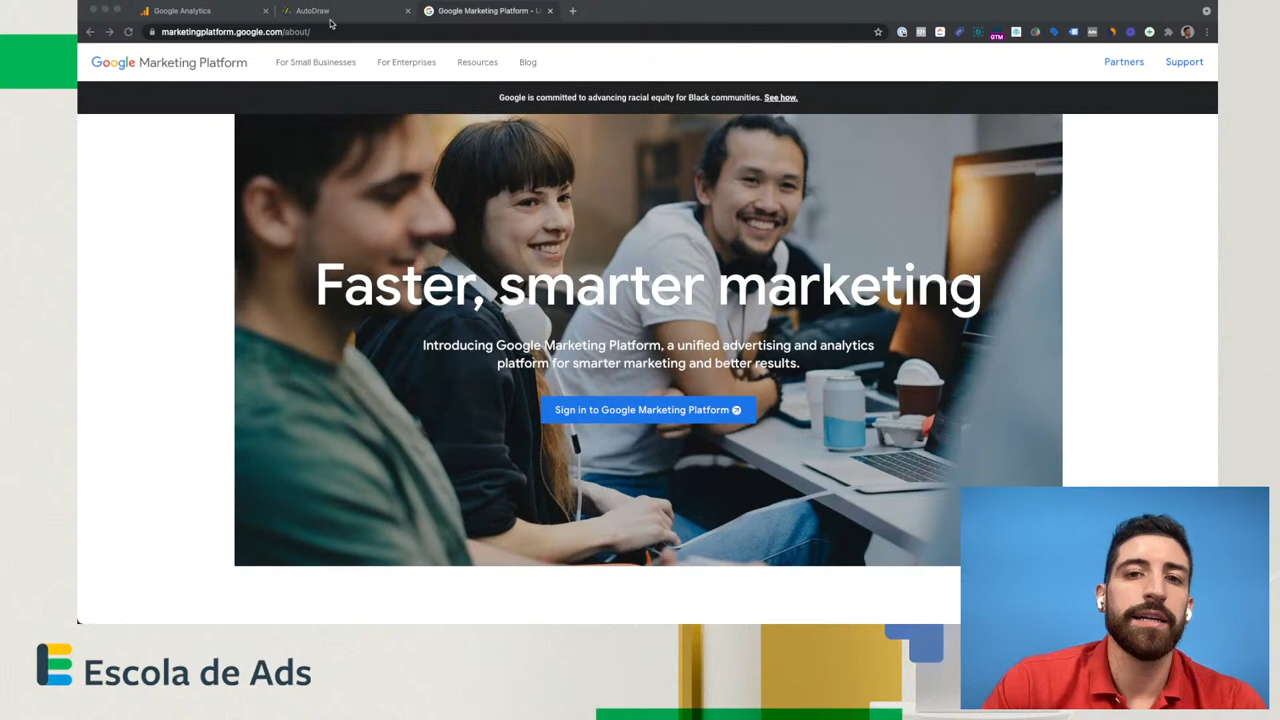 Google Analytics
AutoDraw
Google Marketing Platform - U
marketingplatform.google.com/about/
GTM
Google Marketing Platform
For Small Businesses
For Enterprises
Resources
Blog
Partners
Support
Google is committed to advancing racial equity for Black communities. See how.
Faster, smarter marketing
Introducing Google Marketing Platform, a unified advertising and analytics
platform for smarter marketing and better results.
Sign in to Google Marketing Platform
Escola de Ads